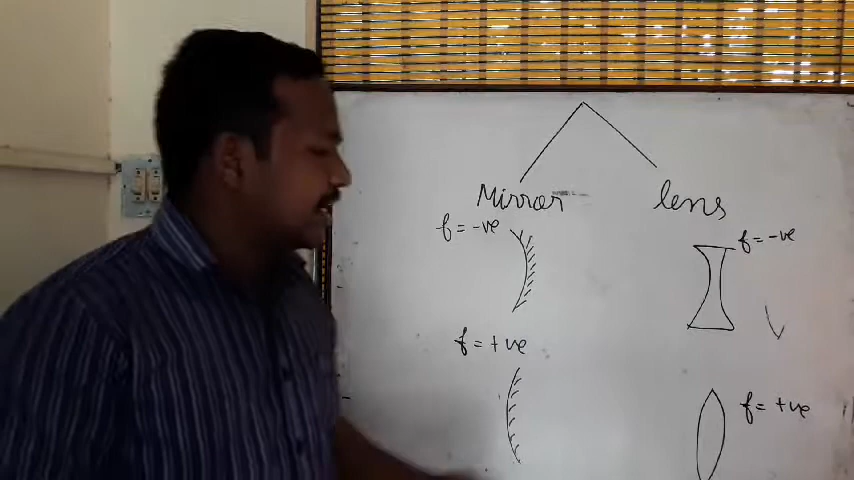 Mirror
lens
f = -ve
f = -ve
f = +ve
f = +ve